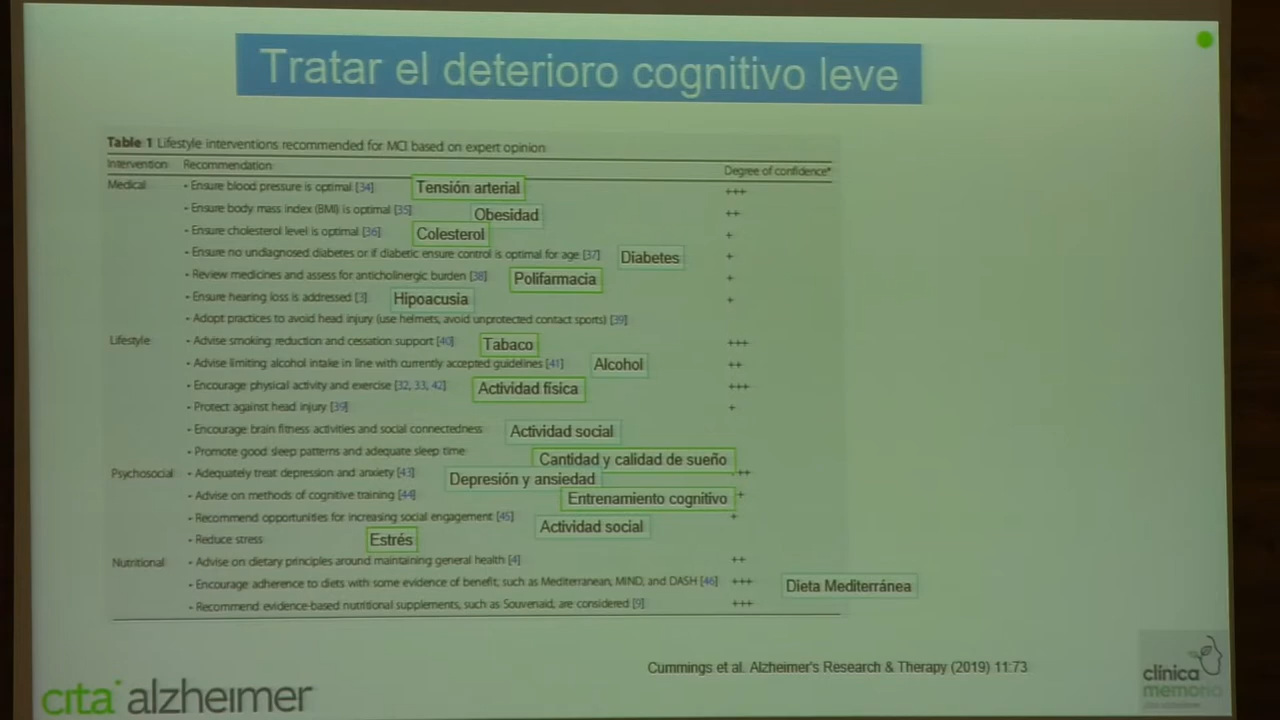 Tratar el deterioro cognitivo leve
Table 1 Lifestyle interventions recommended for MCI based on expert opinion
Intervention Recommendation Degree of confidence*
Medical • Ensure blood pressure is optimal [34] Tensión arterial +++
• Ensure body mass index (BMI) is optimal [35] Obesidad ++
• Ensure cholesterol level is optimal [36] Colesterol +
• Ensure no undiagnosed diabetes or if diabetic ensure control is optimal for age [37] Diabetes +
• Review medicines and assess for anticholinergic burden [38] Polifarmacia +
• Ensure hearing loss is addressed [3] Hipoacusia +
• Adopt practices to avoid head injury (use helmets, avoid unprotected contact sports) [39]
Lifestyle • Advise smoking reduction and cessation support [40] Tabaco +++
• Advise limiting alcohol intake in line with currently accepted guidelines [41] Alcohol ++
• Encourage physical activity and exercise [32, 33, 42] Actividad física +++
• Protect against head injury [39] +
• Encourage brain fitness activities and social connectedness Actividad social
• Promote good sleep patterns and adequate sleep time Cantidad y calidad de sueño
Psychosocial • Adequately treat depression and anxiety [43] Depresión y ansiedad ++
• Advise on methods of cognitive training [44] Entrenamiento cognitivo +
• Recommend opportunities for increasing social engagement [45] Actividad social +
• Reduce stress Estrés
Nutritional • Advise on dietary principles around maintaining general health [4] ++
• Encourage adherence to diets with some evidence of benefit, such as Mediterranean, MIND, and DASH [46] +++ Dieta Mediterránea
• Recommend evidence-based nutritional supplements, such as Souvenaid, are considered [9] +++
Cummings et al. Alzheimer's Research & Therapy (2019) 11:73
cita alzheimer
clínica
memoria